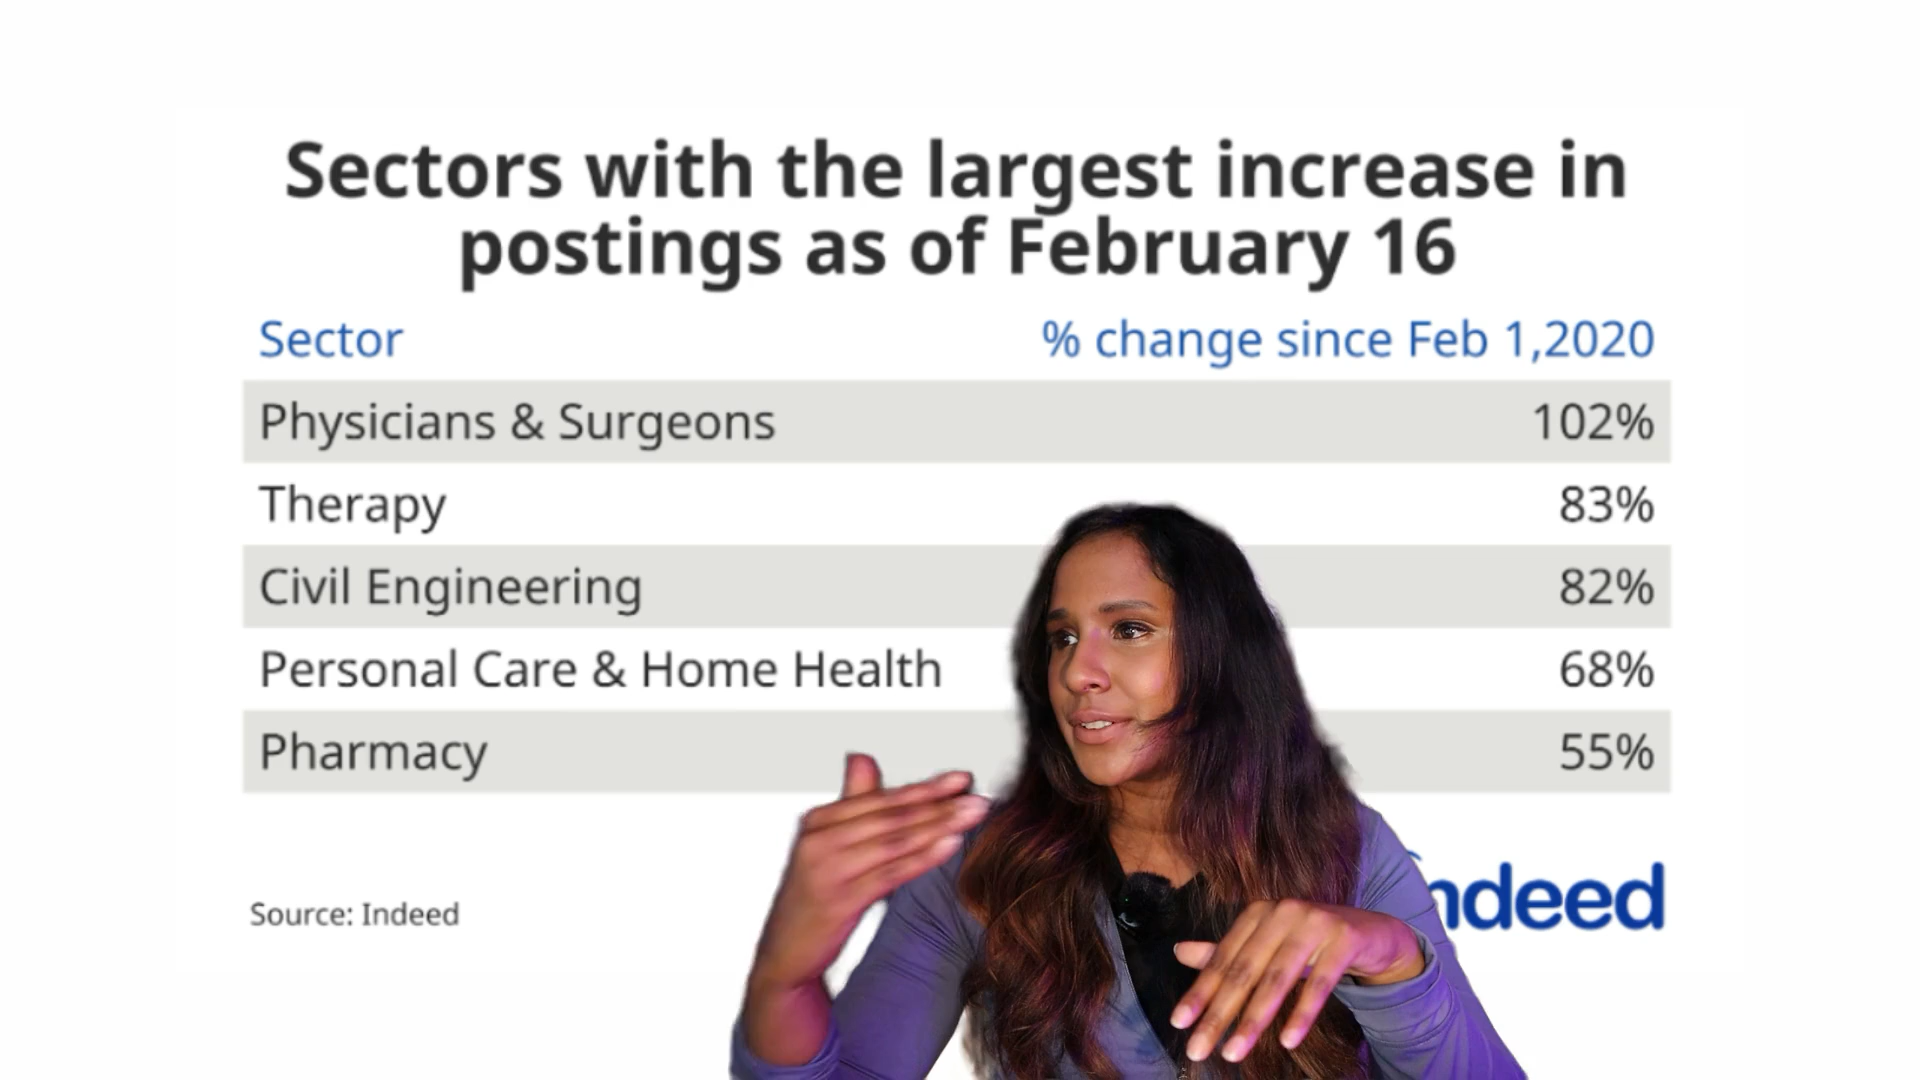 Sectors with the largest increase in
postings as of February 16
Sector % change since Feb 1,2020
Physicians & Surgeons 102%
Therapy 83%
Civil Engineering 82%
Personal Care & Home Health 68%
Pharmacy 55%
Source: Indeed
indeed